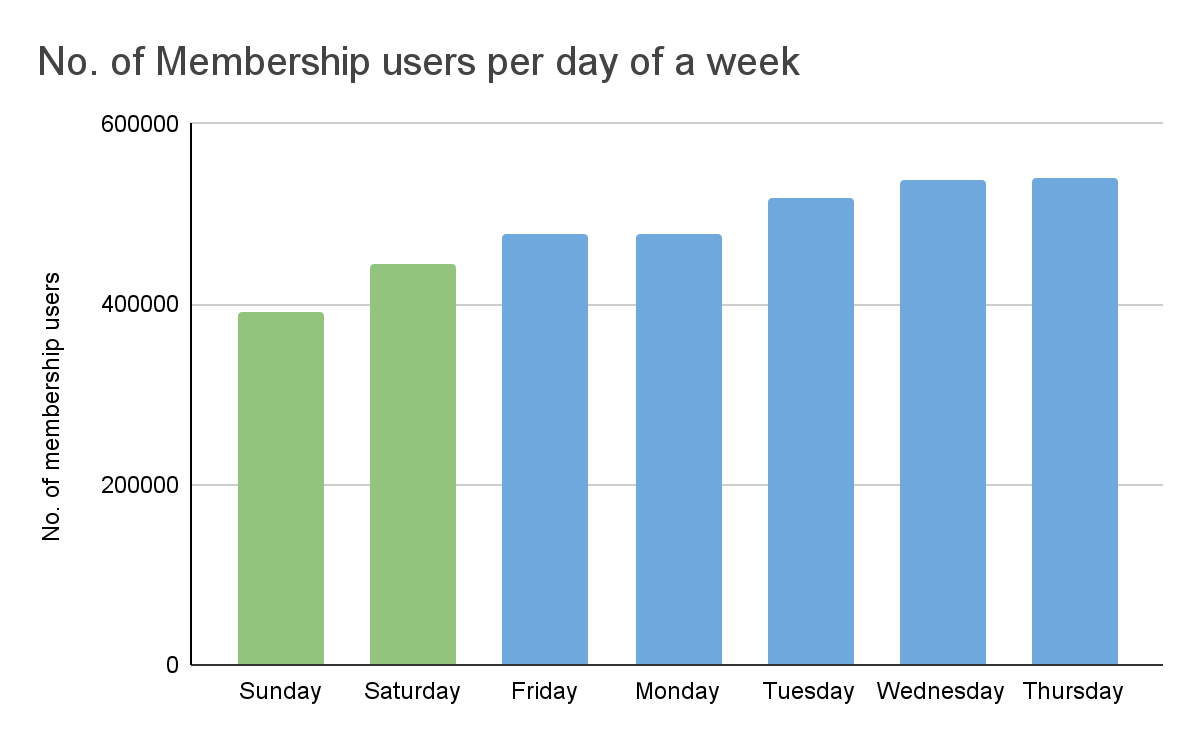 No. of Membership users per day of a week
No. of membership users
600000
400000
200000
0
Sunday Saturday Friday Monday Tuesday Wednesday Thursday